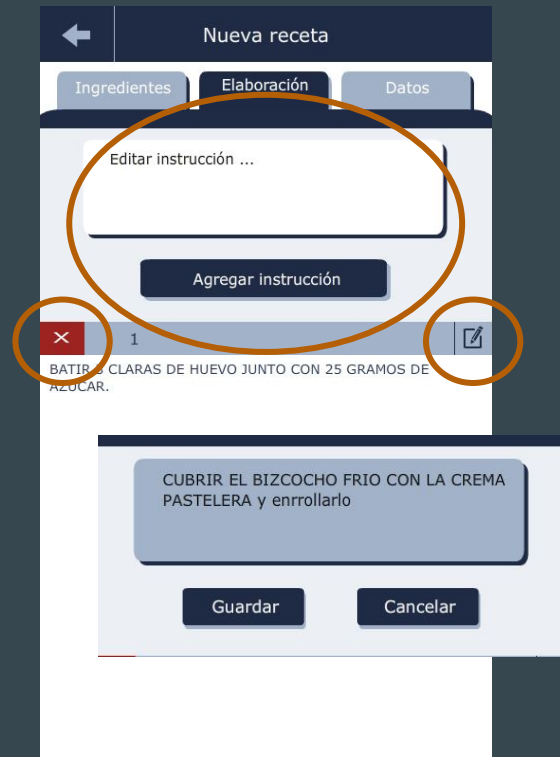 Nueva receta
Ingredientes
Elaboración
Datos
Editar instrucción ...
Agregar instrucción
1
BATIR CLARAS DE HUEVO JUNTO CON 25 GRAMOS DE
AZUCAR.
CUBRIR EL BIZCOCHO FRIO CON LA CREMA
PASTELERA y enrrollarlo
Guardar
Cancelar